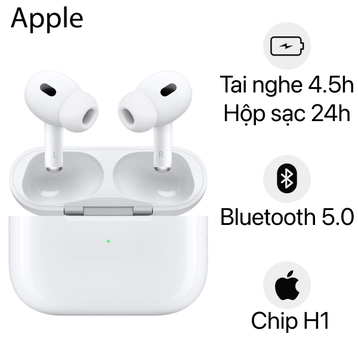 Apple
Tai nghe 4.5h
Hộp sạc 24h
Bluetooth 5.0
Chip H1
L
R